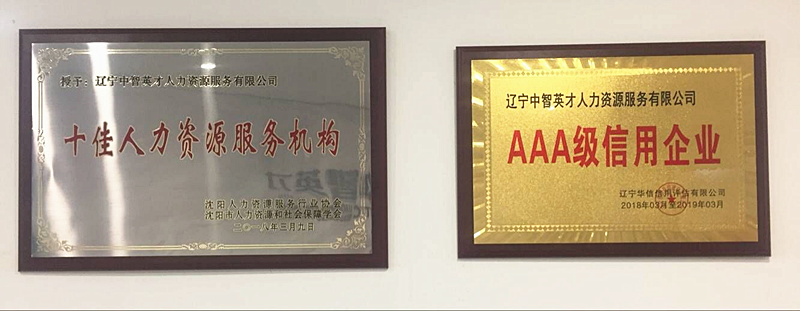 授于：辽宁中智英才人力资源服务有限公司
十佳人力资源服务机构
沈阳人力资源服务行业协会
沈阳市人力资源和社会保障学会
二〇一八年三月九日
辽宁中智英才人力资源服务有限公司
AAA级信用企业
辽宁华信信用评估有限公司
2018年03月至2019年03月